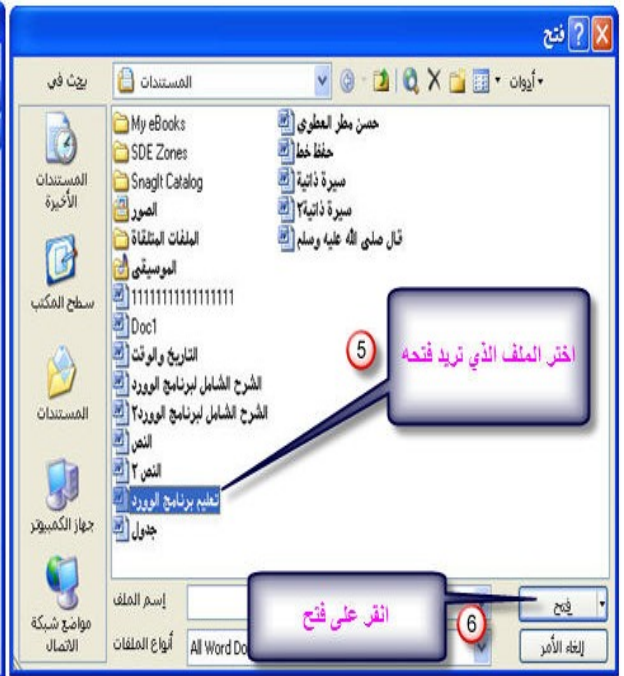 فتح
بحث في
المستندات
أدوات
المستندات
الأخيرة
سطح المكتب
المستندات
جهاز الكمبيوتر
مواضع شبكة
الاتصال
My eBooks
SDE Zones
SnagIt Catalog
الصور
الملفات المتلقاة
الموسيقى
11111111111111111
Doc1
التاريخ والوقت
الشرح الشامل لبرنامج الوورد
الشرح الشامل لبرنامج الوورد٢
النص
النص ٢
تعليم برنامج الوورد
جدول
حسن مطر العطوي
حفظ خط
سيرة ذاتية
سيرة ذاتية٢
قال صلى الله عليه وسلم
5
اختر الملف الذي تريد فتحه
6
انقر على فتح
إسم الملف
أنواع الملفات
All Word Do
فتح
إلغاء الأمر